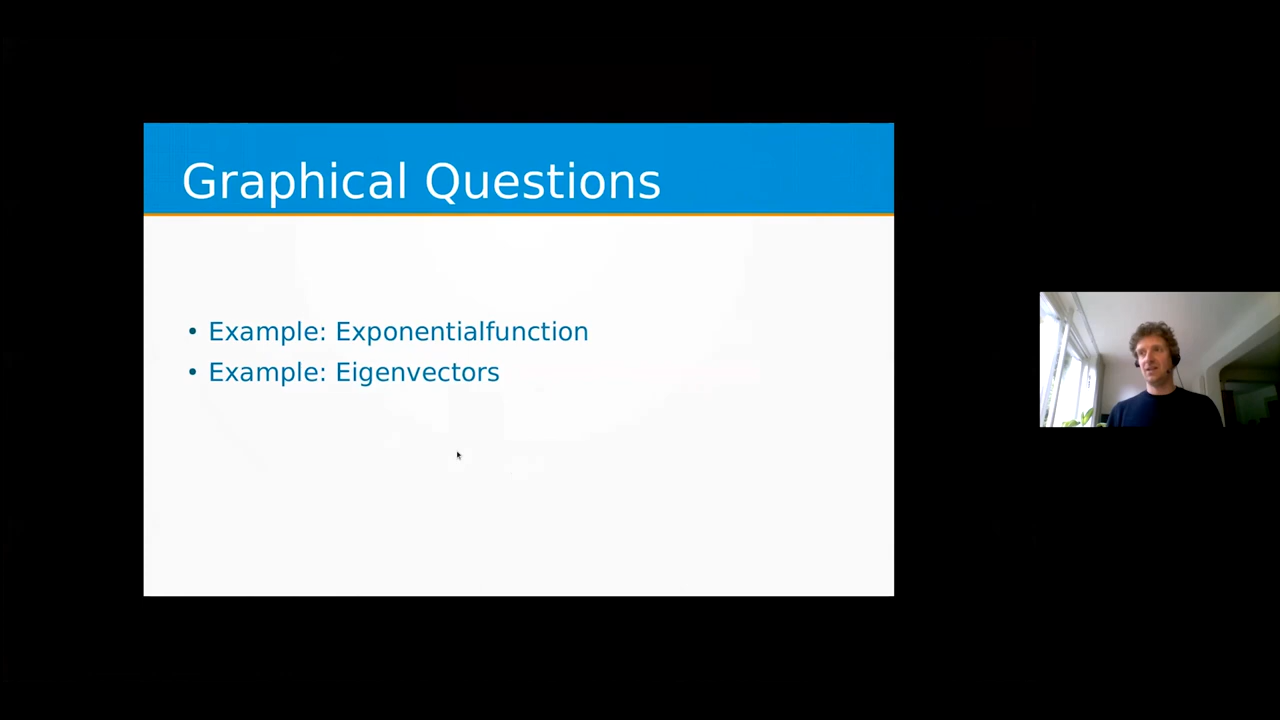 Graphical Questions
• Example: Exponentialfunction
• Example: Eigenvectors